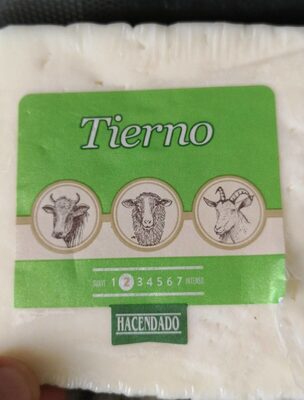 Tierno
SUAVE 1 2 3 4 5 6 7 INTENSO
HACENDADO